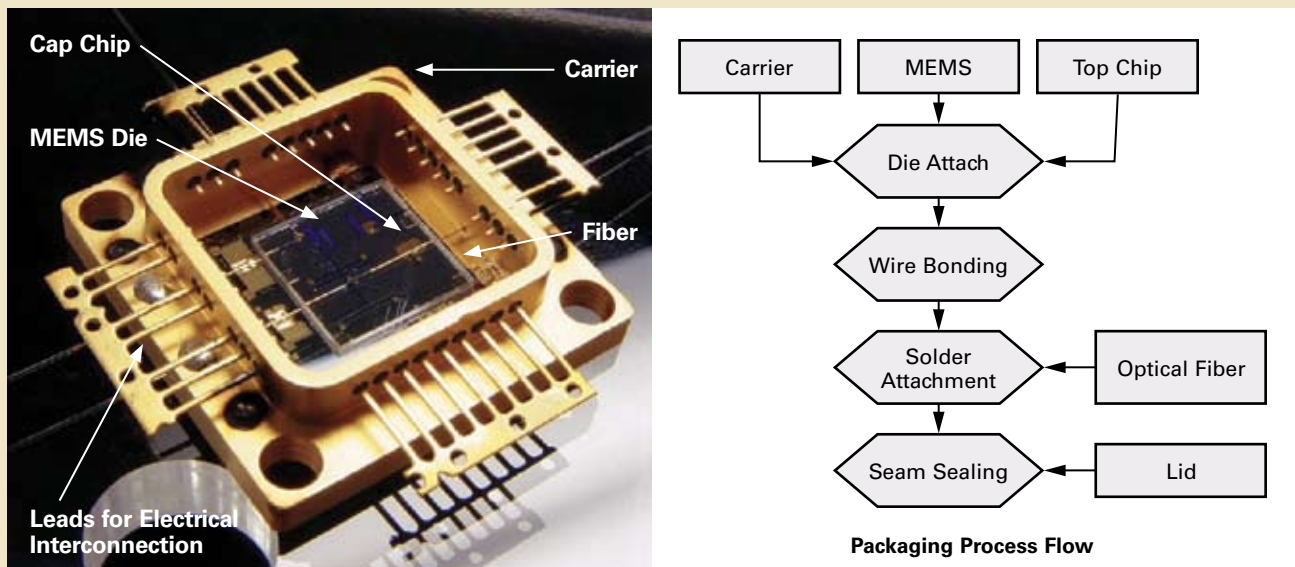 Cap Chip
Carrier
MEMS Die
Fiber
Leads for Electrical
Interconnection
Carrier
MEMS
Top Chip
Die Attach
Wire Bonding
Solder
Attachment
Optical Fiber
Seam Sealing
Lid
Packaging Process Flow